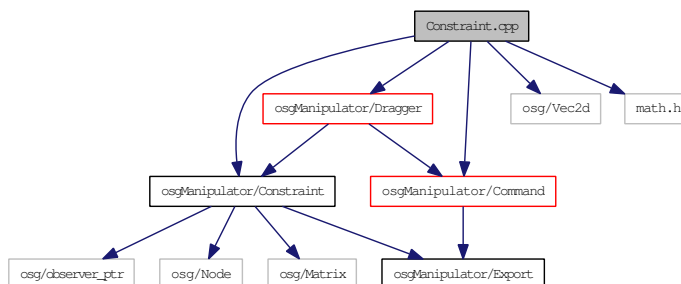 Constraint.cpp
osgManipulator/Dragger
osg/Vec2d
math.h
osgManipulator/Constraint
osgManipulator/Command
osg/observer_ptr
osg/Node
osg/Matrix
osgManipulator/Export